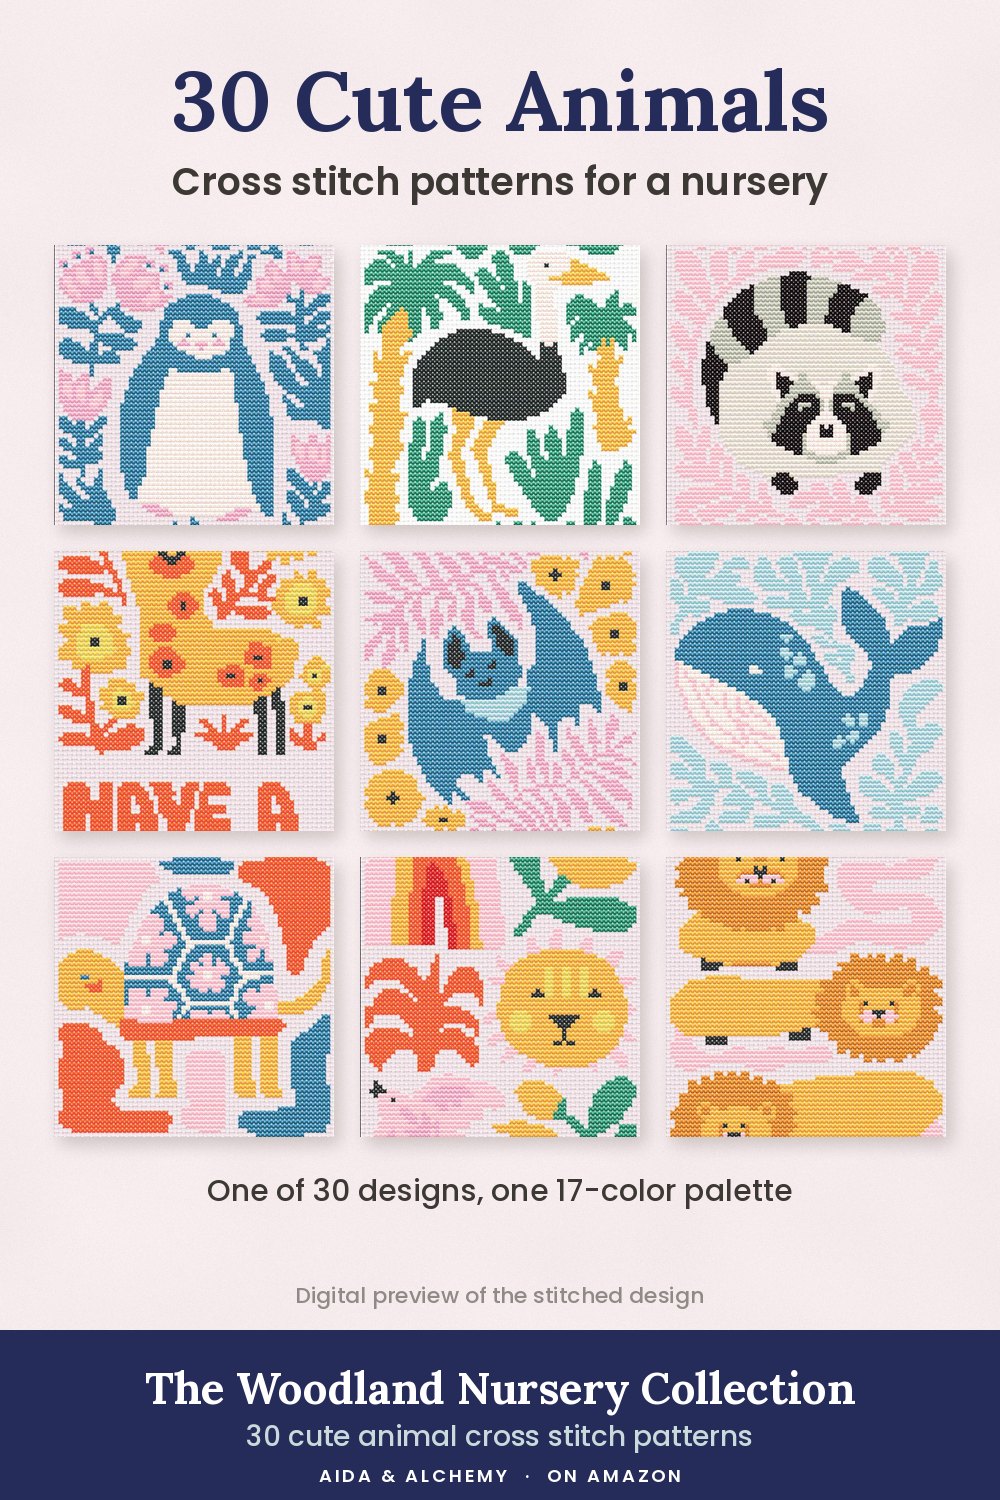 30 Cute Animals
Cross stitch patterns for a nursery
HAVE A
One of 30 designs, one 17-color palette
Digital preview of the stitched design
The Woodland Nursery Collection
30 cute animal cross stitch patterns
AIDA & ALCHEMY · ON AMAZON